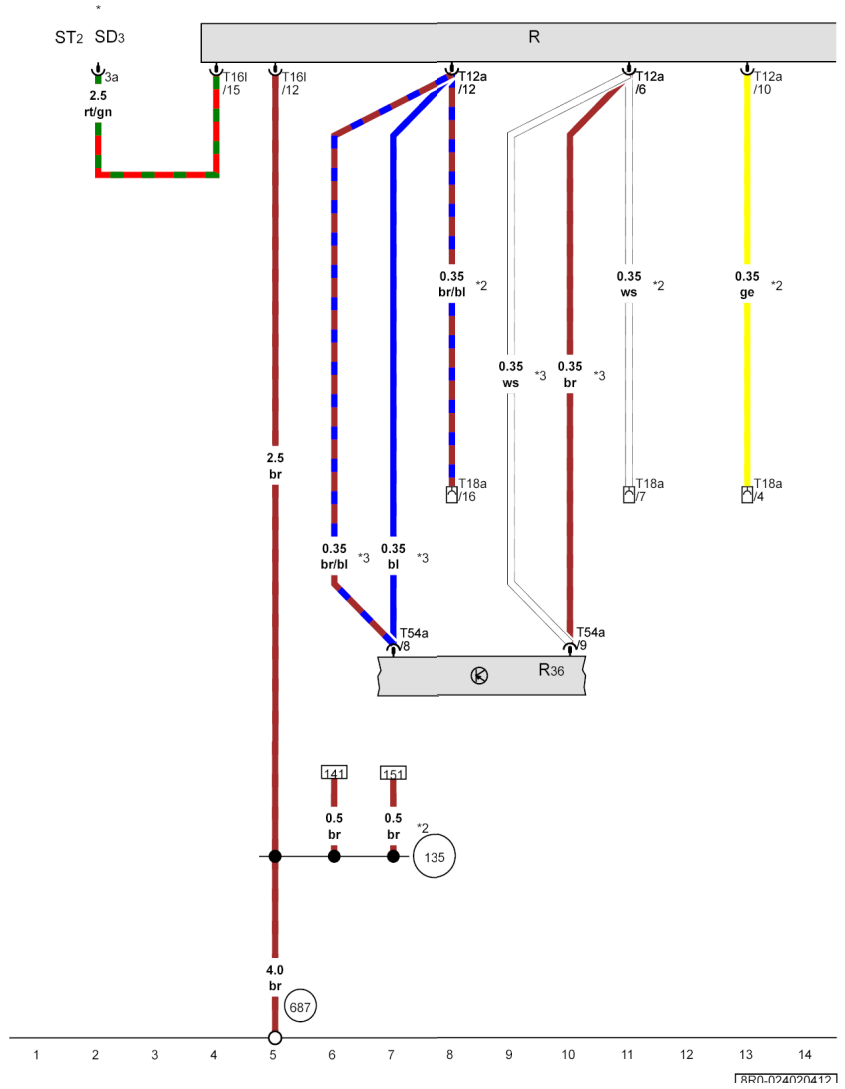 *
ST2 SD3
R
3a
T16l
/15
T16l
/12
T12a
/12
T12a
/6
T12a
/10
2.5
rt/gn
0.35
br/bl
*2
0.35
ws
*2
0.35
ge
*2
0.35
ws
*3
0.35
br
*3
2.5
br
T18a
/16
T18a
/7
T18a
/4
0.35
br/bl
*3
0.35
bl
*3
T54a
/8
T54a
/9
R36
141
151
0.5
br
0.5
br
*2
135
4.0
br
687
1 2 3 4 5 6 7 8 9 10 11 12 13 14
8R0-024020412